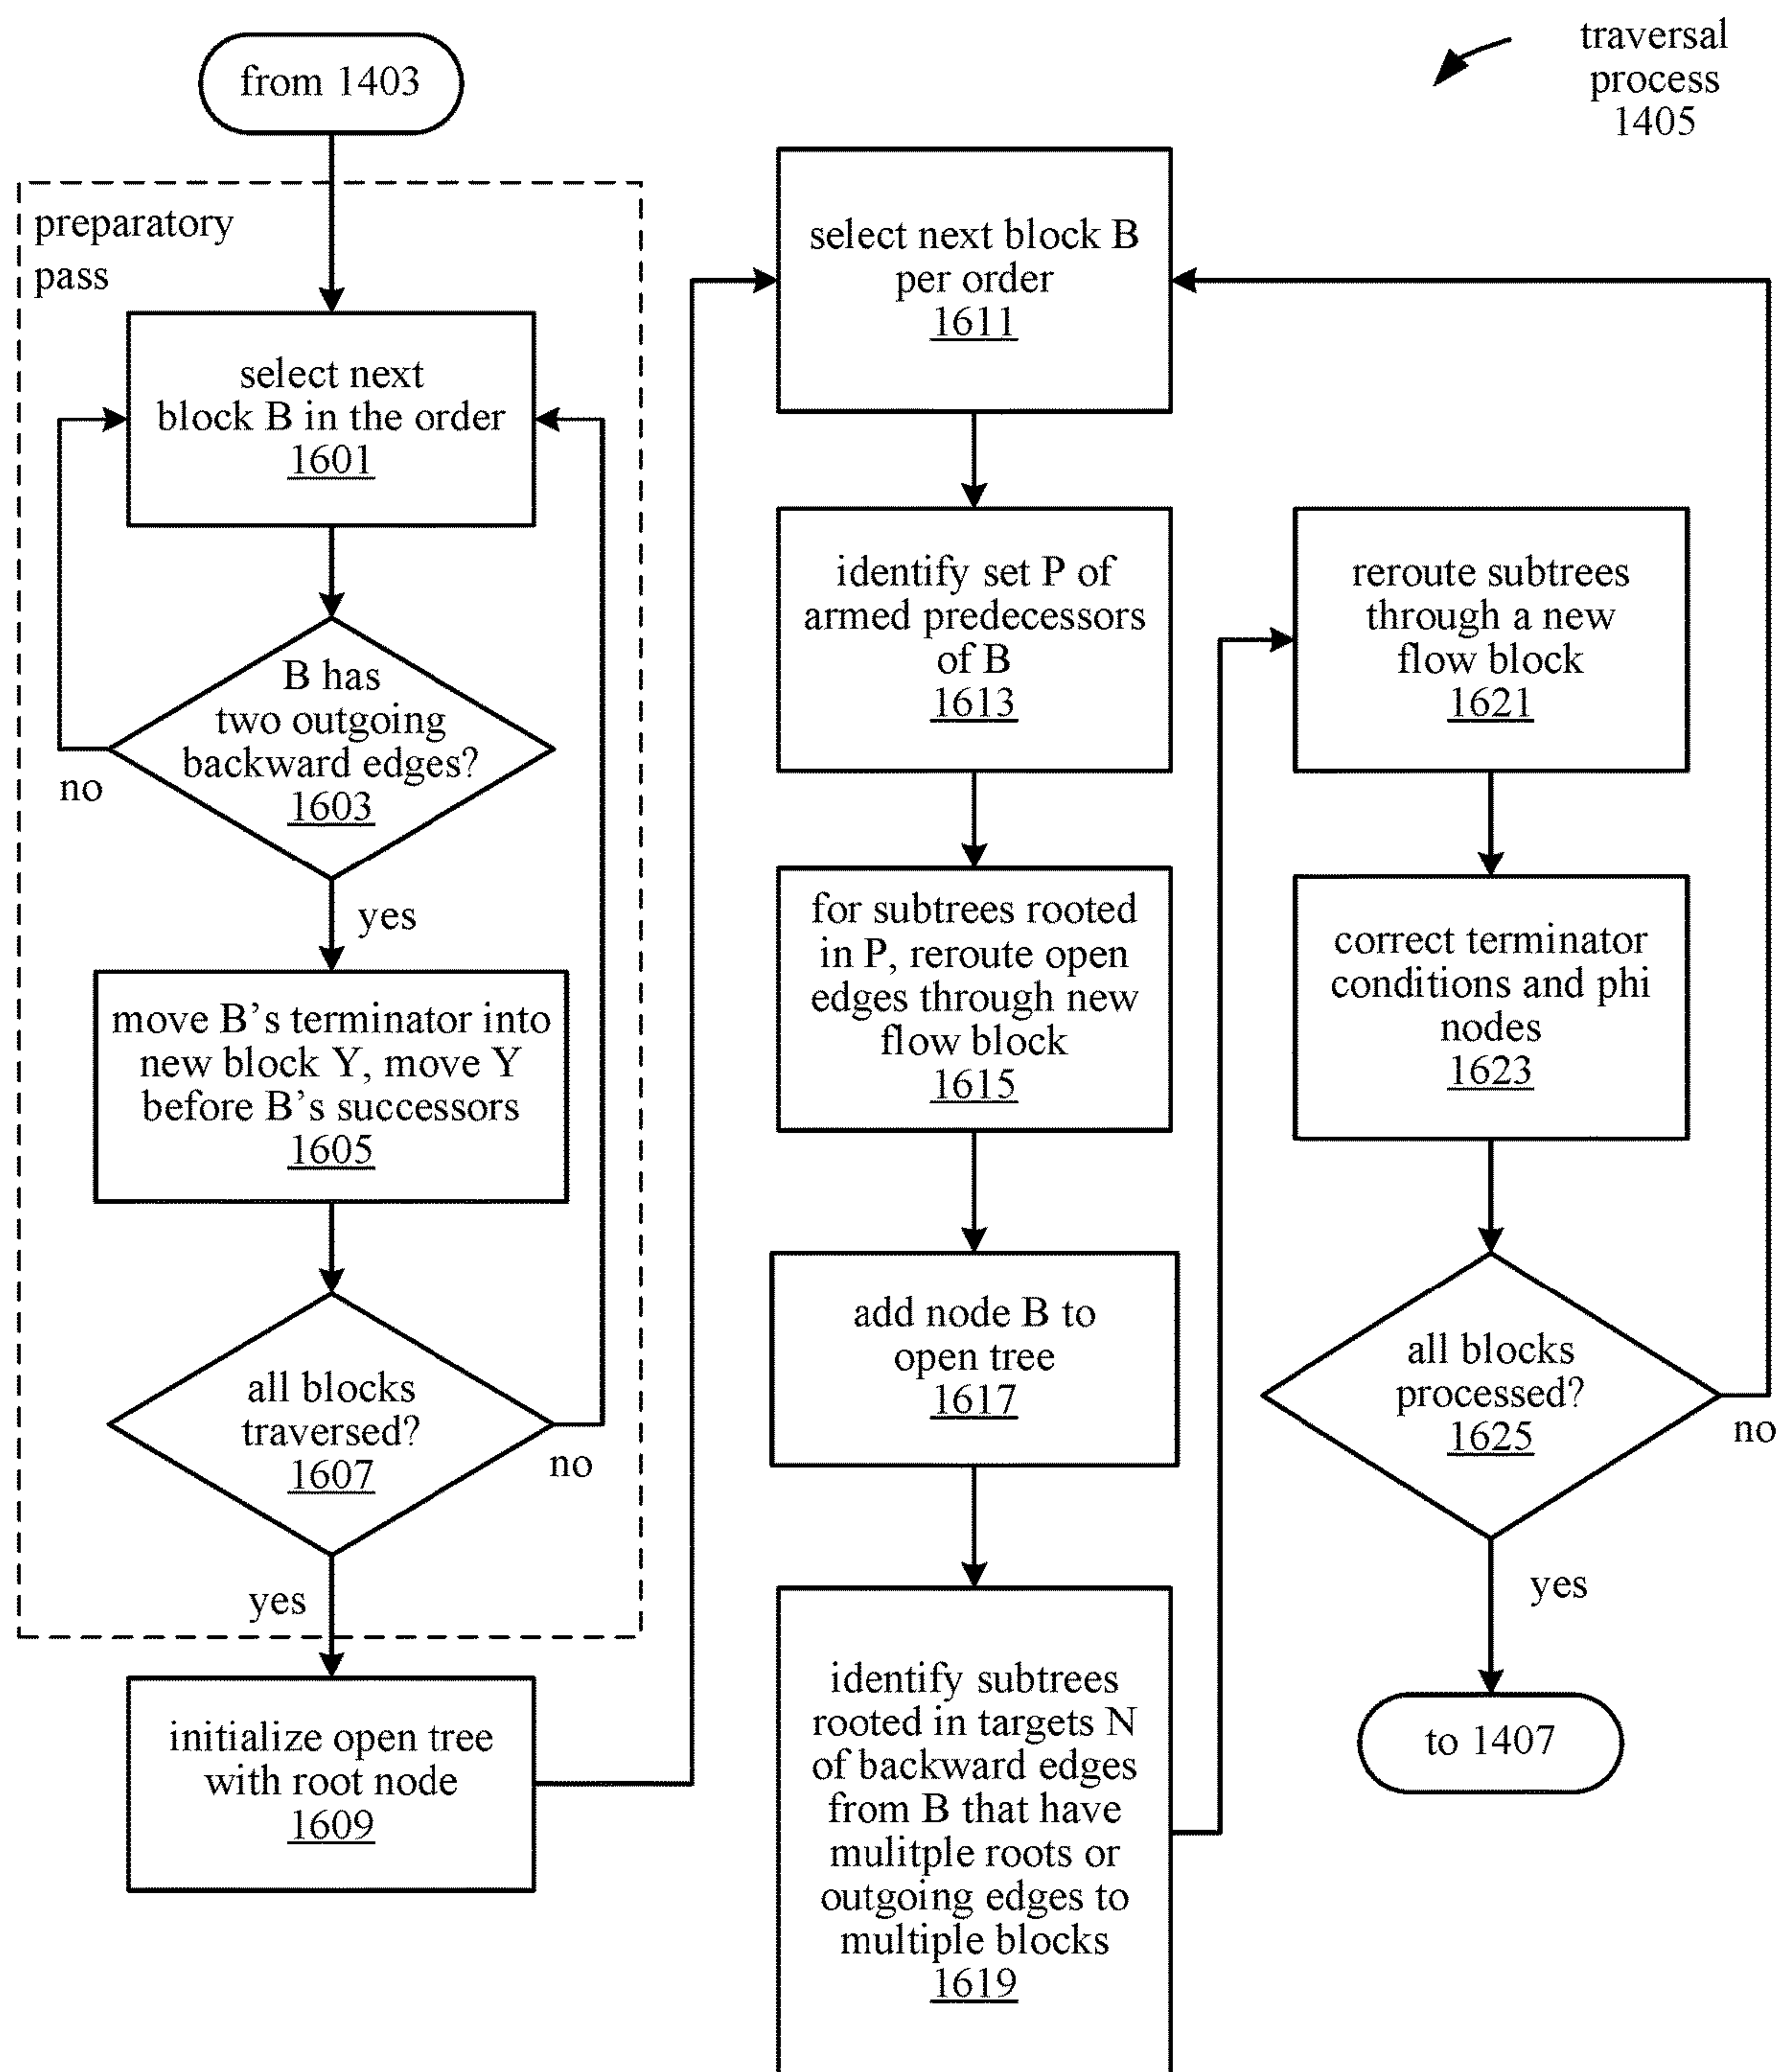 traversal
process
1405
from 1403
preparatory
pass
select next
block B in the order
1601
B has
two outgoing
backward edges?
1603
no
yes
move B's terminator into
new block Y, move Y
before B's successors
1605
all blocks
traversed?
1607
no
yes
initialize open tree
with root node
1609
select next block B
per order
1611
identify set P of
armed predecessors
of B
1613
for subtrees rooted
in P, reroute open
edges through new
flow block
1615
add node B to
open tree
1617
identify subtrees
rooted in targets N
of backward edges
from B that have
mulitple roots or
outgoing edges to
multiple blocks
1619
reroute subtrees
through a new
flow block
1621
correct terminator
conditions and phi
nodes
1623
all blocks
processed?
1625
no
yes
to 1407